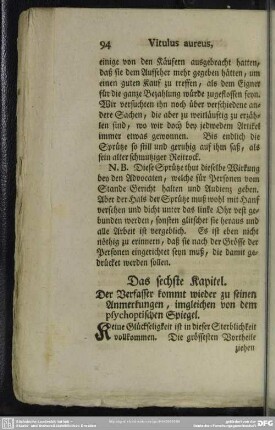 94 Vitulus aureus,
einige von den Käufern ausgebracht hatten,
daß sie dem Aufseher mehr gegeben hätten, um
einen guten Kauf zu treffen, als dem Eigner
für die ganze Bezahlung würde zugeflossen seyn.
Wir versuchten ihn noch über verschiedene an-
dere Sachen, die aber zu weitläuftig zu erzäh-
len sind, wo wir doch bey jedwedem Artikel
immer etwas gewonnen. Bis endlich die
Sprütze so still und geruhig auf ihm saß, als
sein alter schmutziger Reitrock.
N. B. Diese Sprütze thut dieselbe Wirkung
bey den Advocaten, welche für Personen vom
Stande Gericht halten und Audienz geben.
Aber der Hals der Sprütze muß wohl mit Hanf
versehen und dicht unter das linke Ohr vest ge-
bunden werden, sonsten glitschet sie heraus und
alle Arbeit ist vergeblich. Es ist eben nicht
nöthig zu erinnern, daß sie nach der Grösse der
Personen eingerichtet seyn muß, die damit ge-
drücket werden sollen.
Das sechste Kapitel.
Der Verfasser kommt wieder zu seinen
Anmerkungen, imgleichen von dem
psychoptischen Spiegel.
Keine Glückseligkeit ist in dieser Sterblichkeit
vollkommen. Die grössesten Vortheile
ziehen